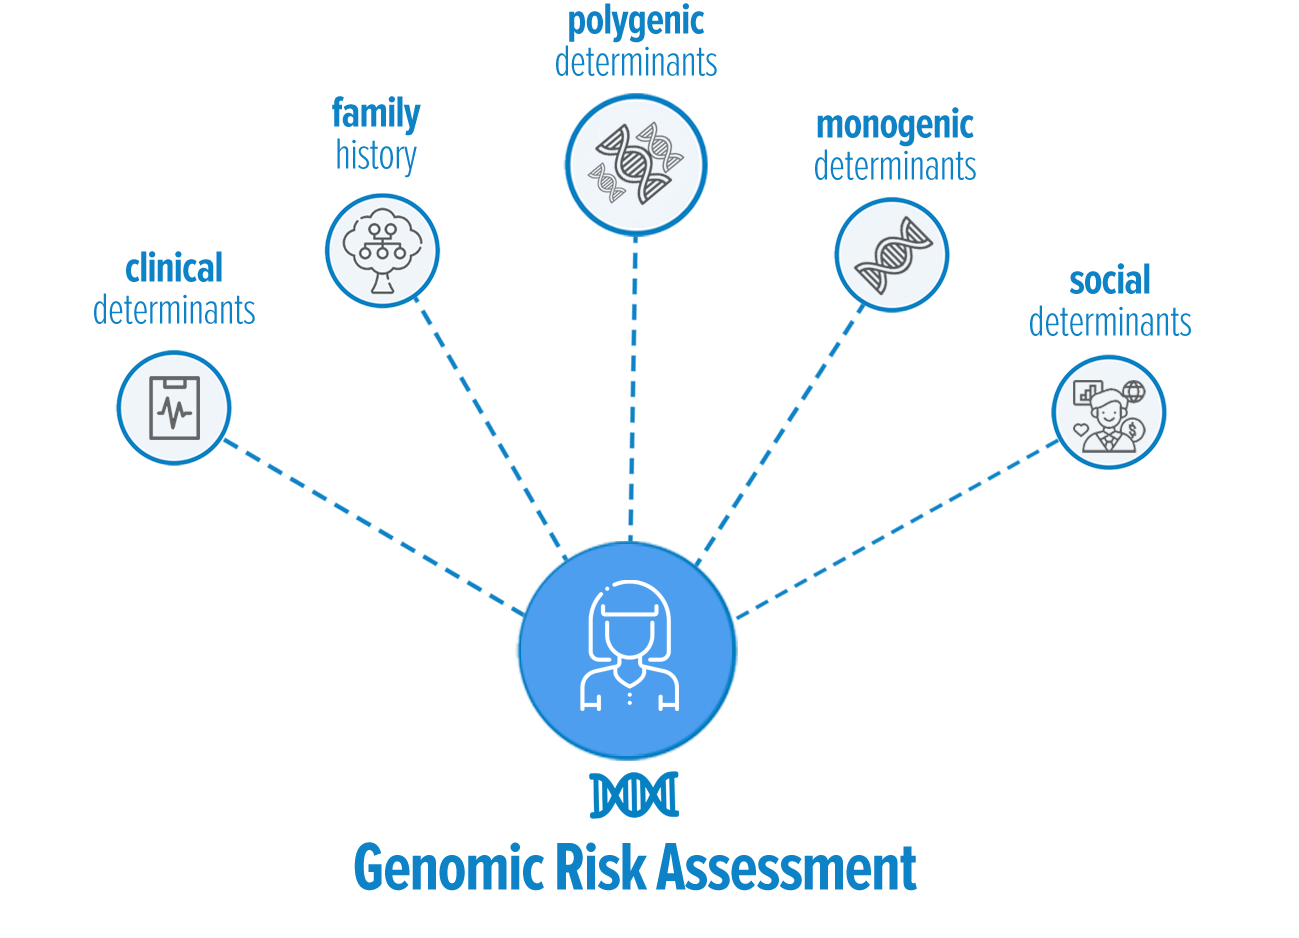 polygenic
determinants
family
history
monogenic
determinants
clinical
determinants
social
determinants
$
Genomic Risk Assessment